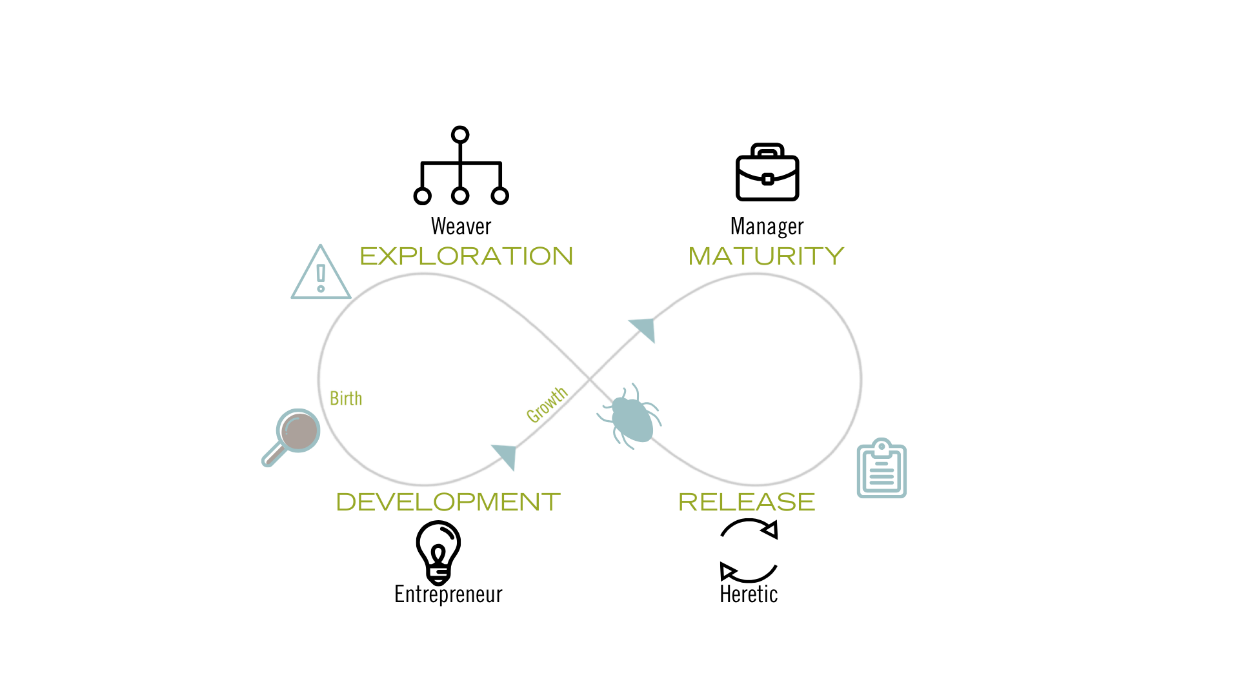 Weaver
Manager
EXPLORATION
MATURITY
Birth
Growth
DEVELOPMENT
RELEASE
Entrepreneur
Heretic